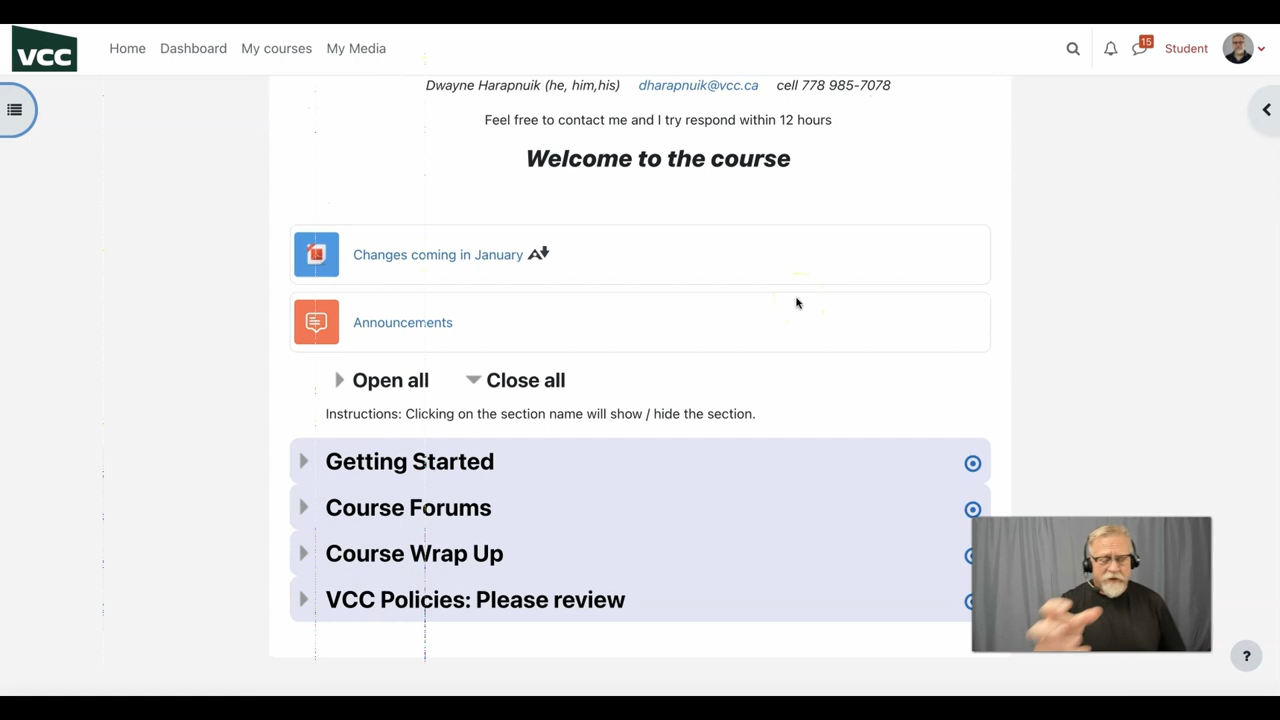 vcc
Home Dashboard My courses My Media
15
Student
Dwayne Harapnuik (he, him,his) dharapnuik@vcc.ca cell 778 985-7078
Feel free to contact me and I try respond within 12 hours
Welcome to the course
Changes coming in January
Announcements
Open all Close all
Instructions: Clicking on the section name will show / hide the section.
Getting Started
Course Forums
Course Wrap Up
VCC Policies: Please review
?